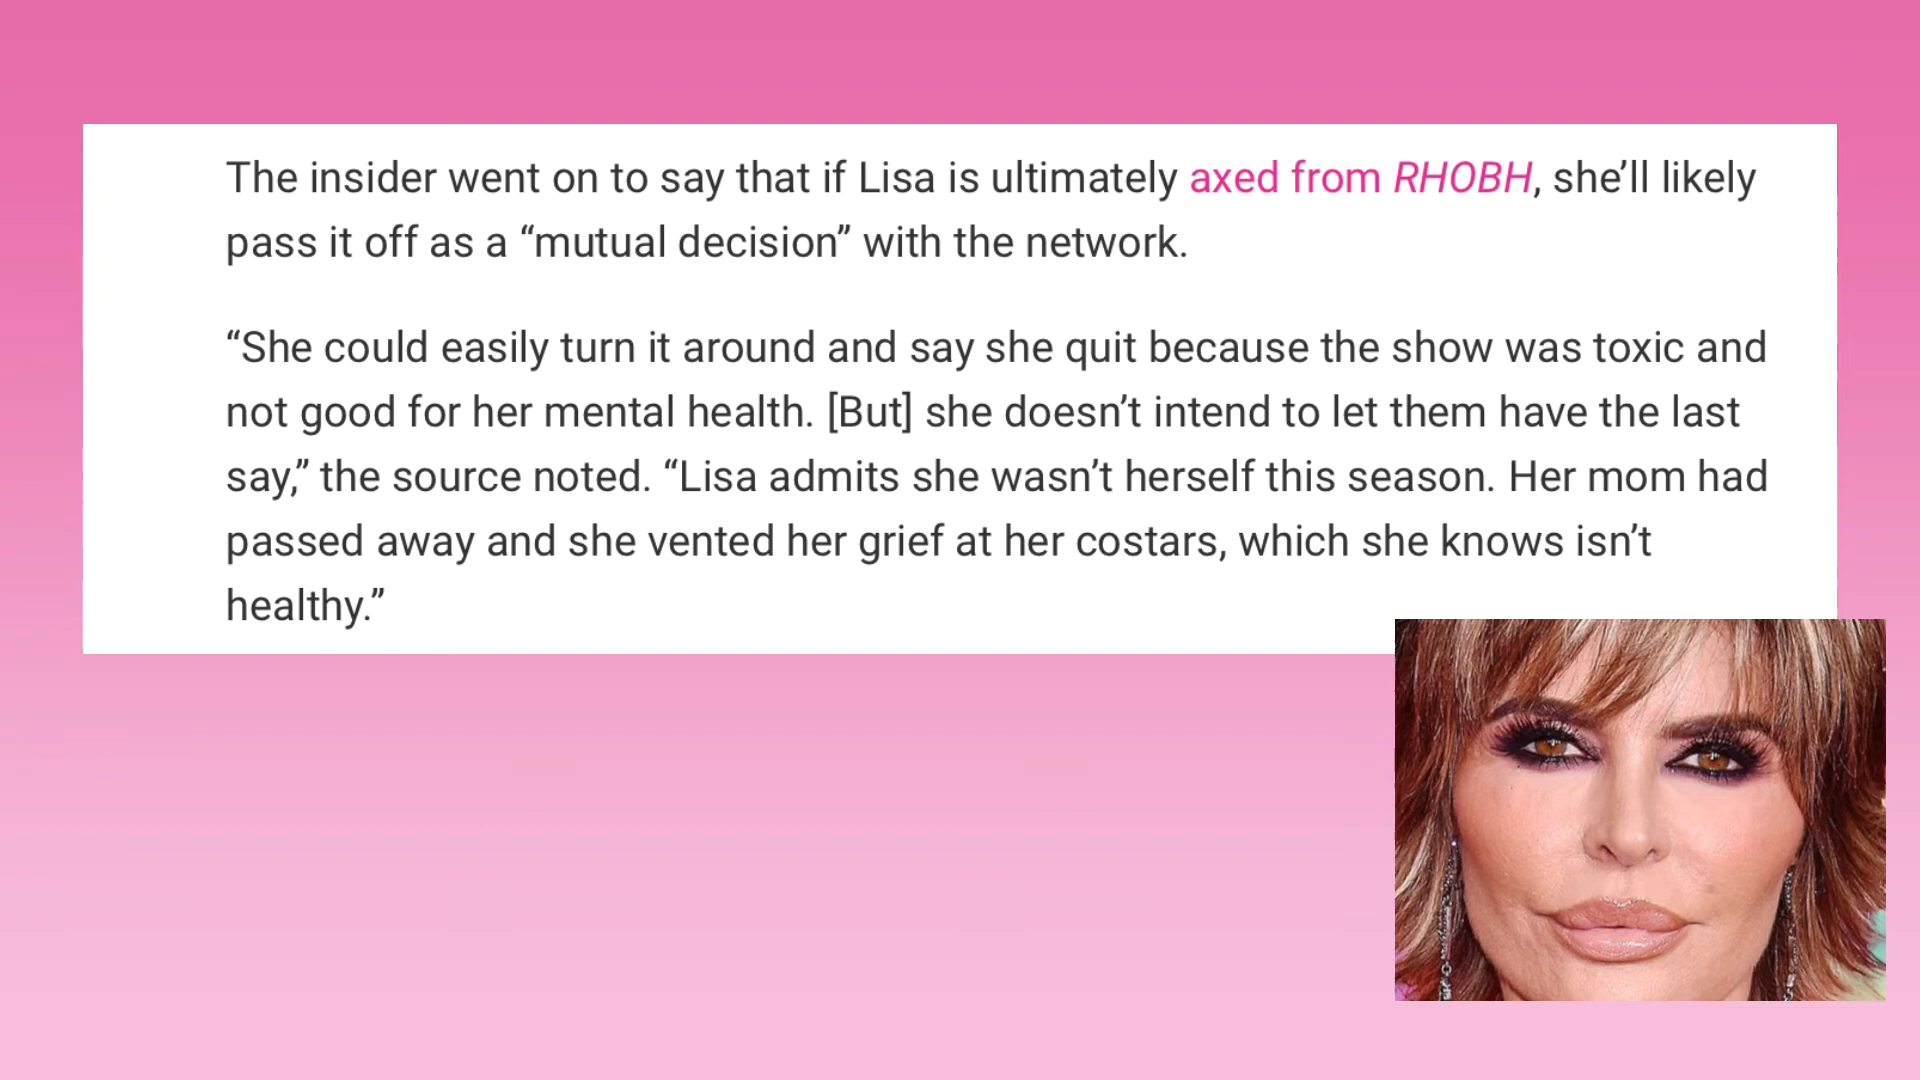 The insider went on to say that if Lisa is ultimately axed from RHOBH, she’ll likely
pass it off as a “mutual decision” with the network.
“She could easily turn it around and say she quit because the show was toxic and
not good for her mental health. [But] she doesn’t intend to let them have the last
say,” the source noted. “Lisa admits she wasn’t herself this season. Her mom had
passed away and she vented her grief at her costars, which she knows isn’t
healthy.”